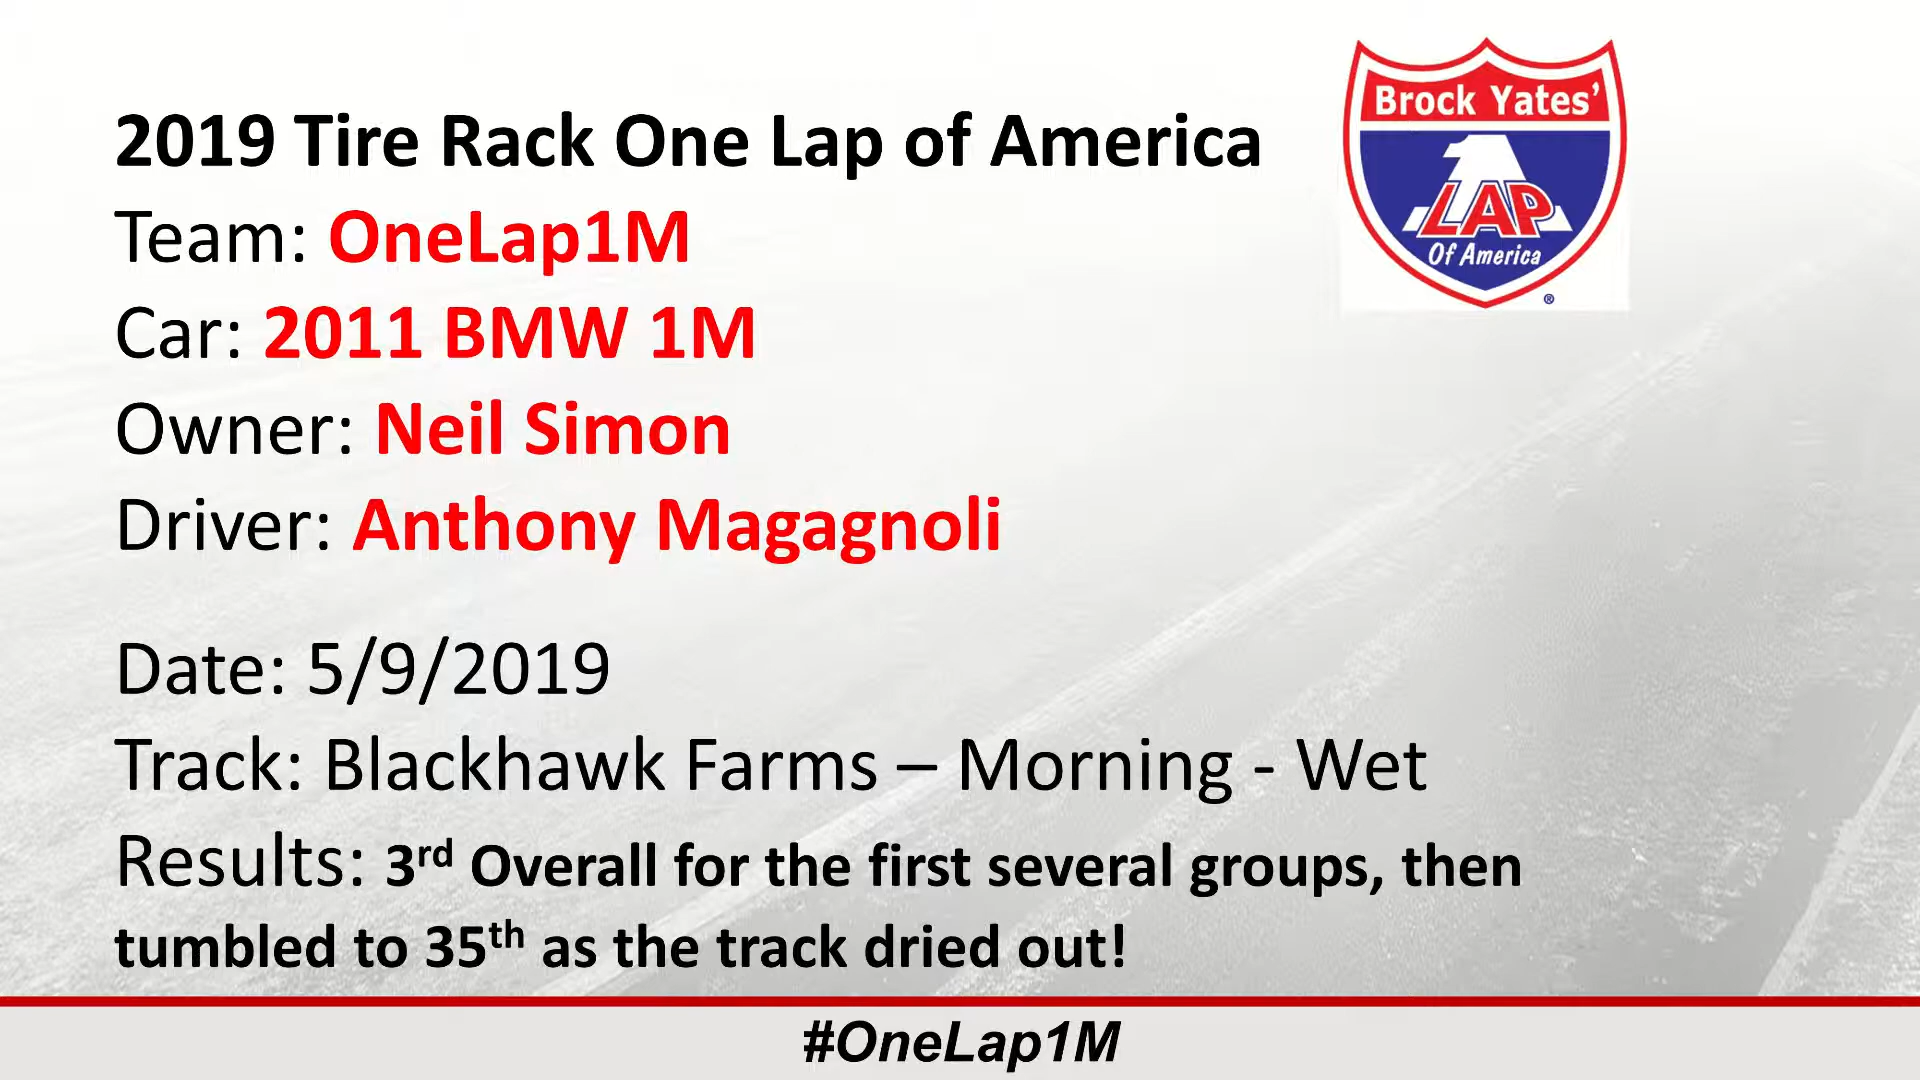 2019 Tire Rack One Lap of America
Team: OneLap1M
Car: 2011 BMW 1M
Owner: Neil Simon
Driver: Anthony Magagnoli
Brock Yates'
1
LAP
Of America
®
Date: 5/9/2019
Track: Blackhawk Farms – Morning - Wet
Results: 3rd Overall for the first several groups, then
tumbled to 35th as the track dried out!
#OneLap1M